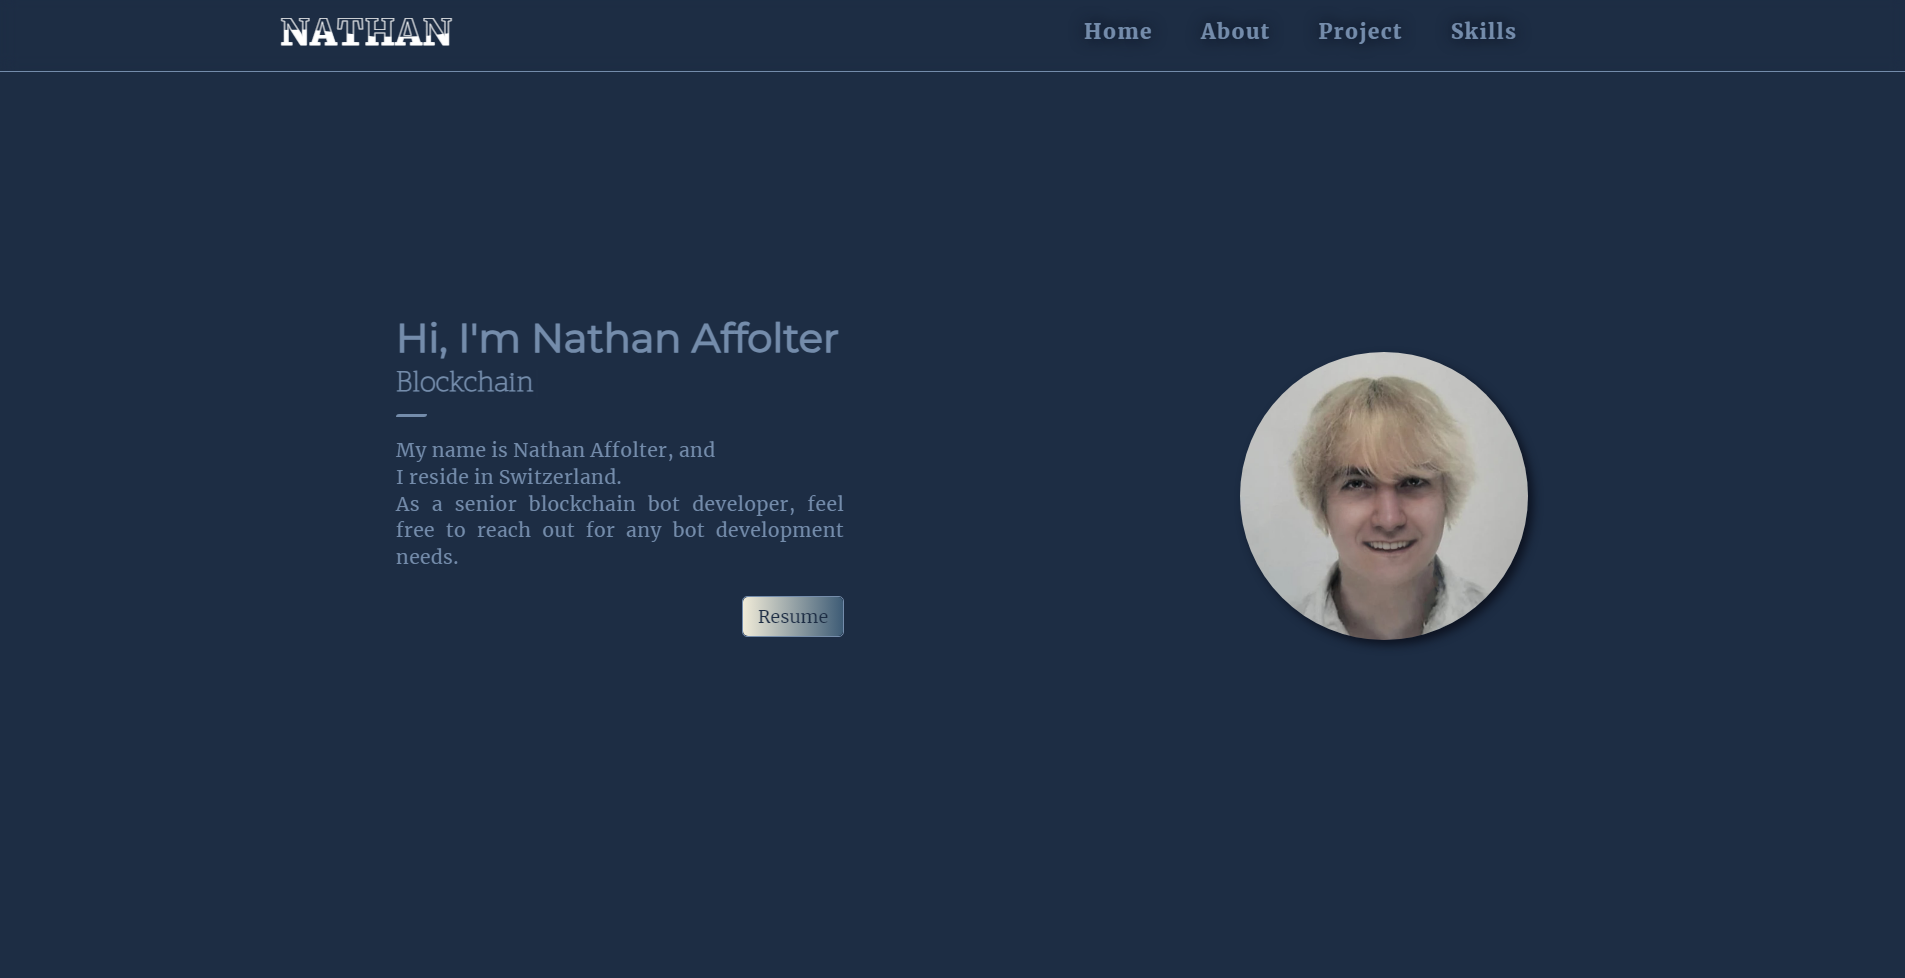 NATHAN
Home About Project Skills
Hi, I'm Nathan Affolter
Blockchain
My name is Nathan Affolter, and
I reside in Switzerland.
As a senior blockchain bot developer, feel
free to reach out for any bot development
needs.
Resume